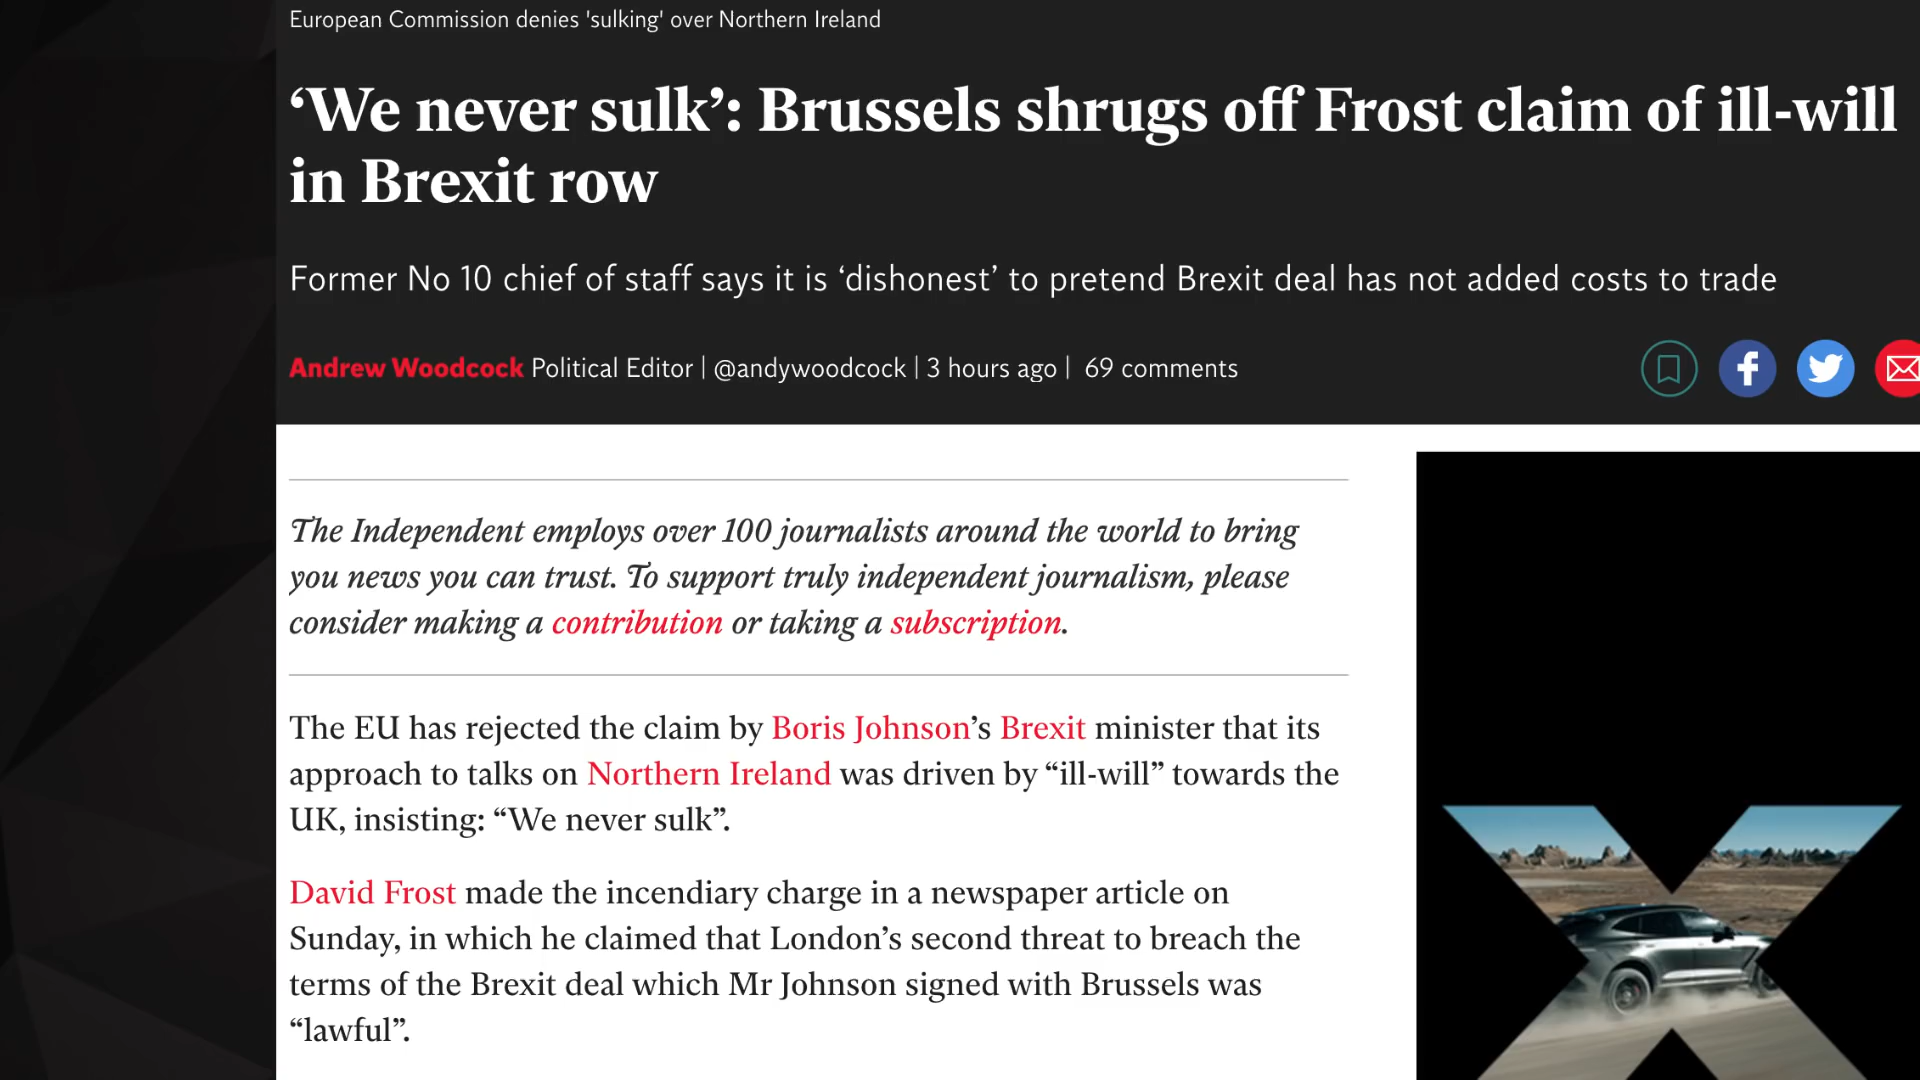 European Commission denies 'sulking' over Northern Ireland
‘We never sulk’: Brussels shrugs off Frost claim of ill-will
in Brexit row
Former No 10 chief of staff says it is ‘dishonest’ to pretend Brexit deal has not added costs to trade
Andrew Woodcock Political Editor | @andywoodcock | 3 hours ago | 69 comments
The Independent employs over 100 journalists around the world to bring
you news you can trust. To support truly independent journalism, please
consider making a contribution or taking a subscription.
The EU has rejected the claim by Boris Johnson’s Brexit minister that its
approach to talks on Northern Ireland was driven by “ill-will” towards the
UK, insisting: “We never sulk”.
David Frost made the incendiary charge in a newspaper article on
Sunday, in which he claimed that London’s second threat to breach the
terms of the Brexit deal which Mr Johnson signed with Brussels was
“lawful”.